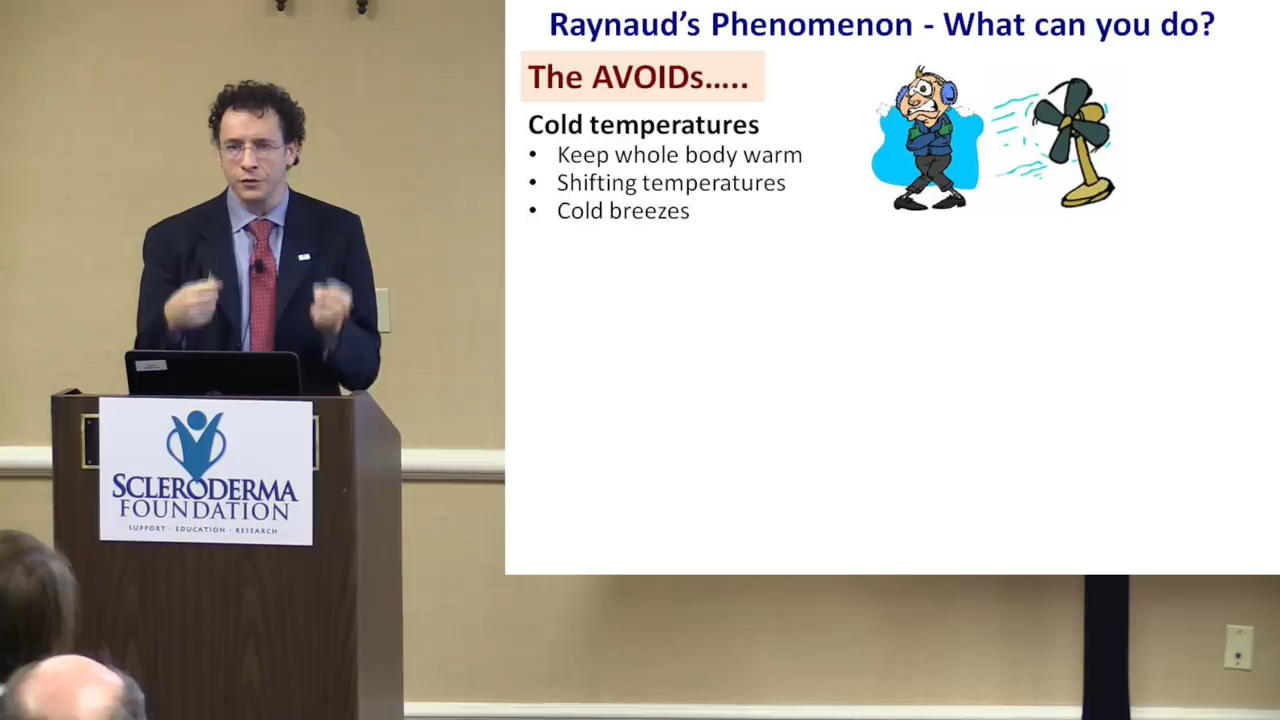 Raynaud's Phenomenon - What can you do?
The AVOIDs.....
Cold temperatures
• Keep whole body warm
• Shifting temperatures
• Cold breezes
SCLERODERMA
FOUNDATION
SUPPORT · EDUCATION · RESEARCH